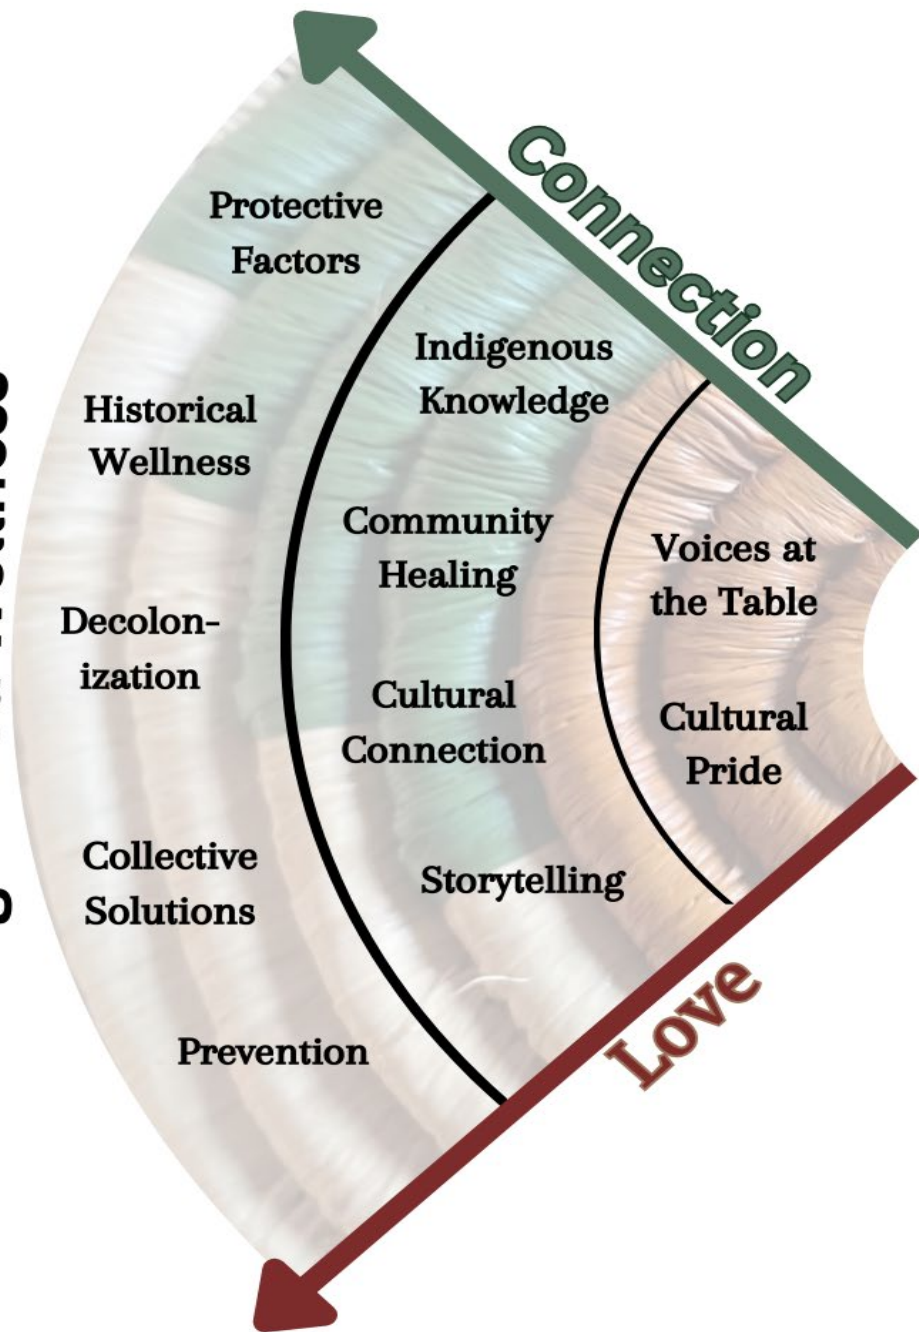 Connection
Protective
Factors
Indigenous
Knowledge
Historical
Wellness
Community
Healing
Voices at
the Table
Decolon-
ization
Cultural
Connection
Cultural
Pride
Collective
Solutions
Storytelling
Prevention
Love